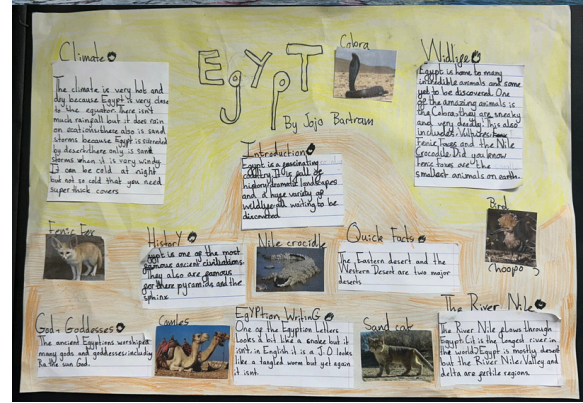 Climate
The climate is very hot and
dry because Egypt is very close
to the equator. there isn't
much rainfall but it does rain
on ocations. there also is sand
storms because Egypt is surrounded
by desert. there only is sand
storms when it is very windy.
It can be cold at night
but not so cold that you need
super thick covers
EgypT
By Jojo Bartram
Cobra
Wildlife
Egypt is home to many
incredible animals and some
yet to be discovered. One
of the amazing animals is
the Cobra, they are sneaky
and very deadly. This also
includes: Vultures,
Fenic Foxes and the Nile
Crocodile. Did you know
Fenic foxes are the
smallest animals on earth.
Introduction
Egypt is a fascinating
country. It is full of
history, dramatic landscapes
and a huge variety of
wildlife all waiting to be
discovered
Fenic Fox
History
Egypt is one of the most
famous ancient civilisations.
They also are famous
for there pyramids and the
sphinx
Nile crocidle
Quick Facts
The Eastern desert and the
Western Desert are two major
deserts
Bird
choopo
God + Goddesses
The ancient Egyptians worshiped
many gods and goddesses including
Ra the sun God.
Camles
EgYPtion WritinG
One of the Egyption Letters
Looks a bit like a snake but it
isn't. in English it is a J. O looks
like a tangled worm but yet again
it isnt
Sand cat
The River Nile
The River Nile flows through
Egypt (it is the longest river in
the world) Egypt is mostly desert
but the River Nile: Valley and
delta are fertile regions.